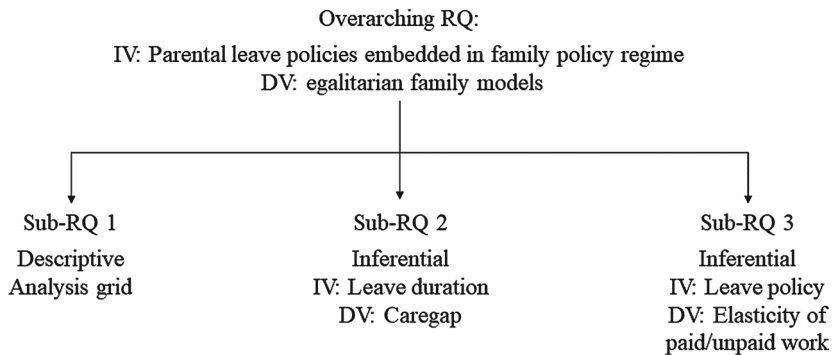 Overarching RQ:
IV: Parental leave policies embedded in family policy regime
DV: egalitarian family models
Sub-RQ 1
Descriptive
Analysis grid
Sub-RQ 2
Inferential
IV: Leave duration
DV: Caregap
Sub-RQ 3
Inferential
IV: Leave policy
DV: Elasticity of
paid/unpaid work